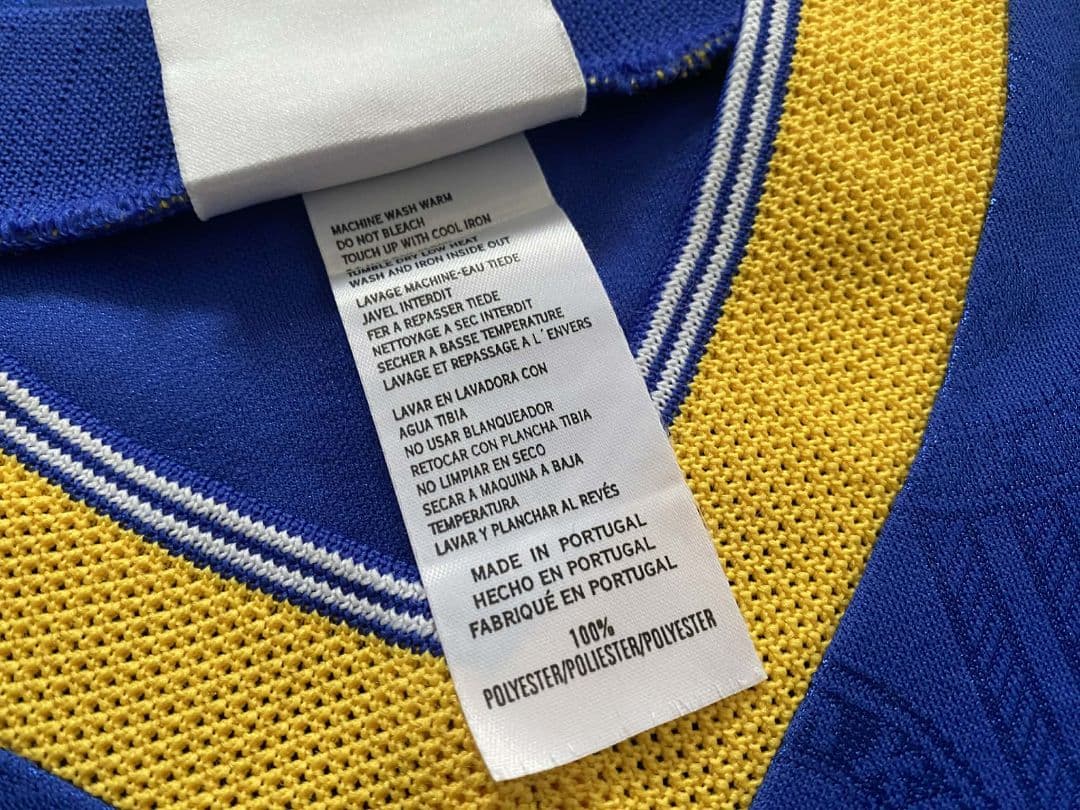 MACHINE WASH WARM
DO NOT BLEACH
TOUCH UP WITH COOL IRON
TUMBLE DRY LOW HEAT
WASH AND IRON INSIDE OUT
LAVAGE MACHINE-EAU TIEDE
JAVEL INTERDIT
FER A REPASSER TIEDE
NETTOYAGE A SEC INTERDIT
SECHER A BASSE TEMPERATURE
LAVAGE ET REPASSAGE A L´ENVERS
LAVAR EN LAVADORA CON
AGUA TIBIA
NO USAR BLANQUEADOR
RETOCAR CON PLANCHA TIBIA
NO LIMPIAR EN SECO
SECAR A MAQUINA A BAJA
TEMPERATURA
LAVAR Y PLANCHAR AL REVÉS
MADE IN PORTUGAL
HECHO EN PORTUGAL
FABRIQUÉ EN PORTUGAL
100%
POLYESTER/POLIESTER/POLYESTER